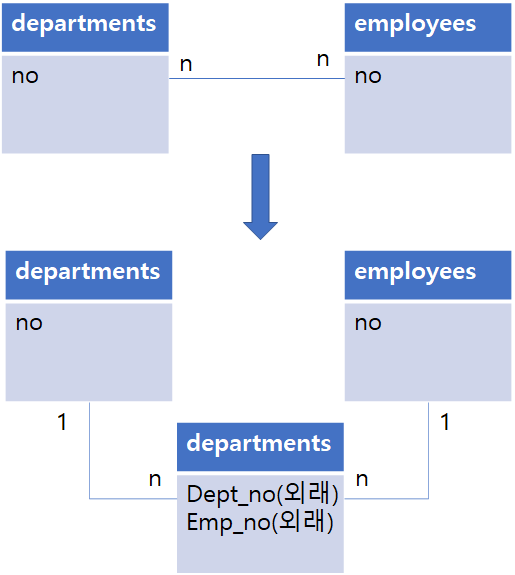 departments
employees
no
n
n
no
departments
employees
no
no
1
1
departments
n
n
Dept_no(외래)
Emp_no(외래)